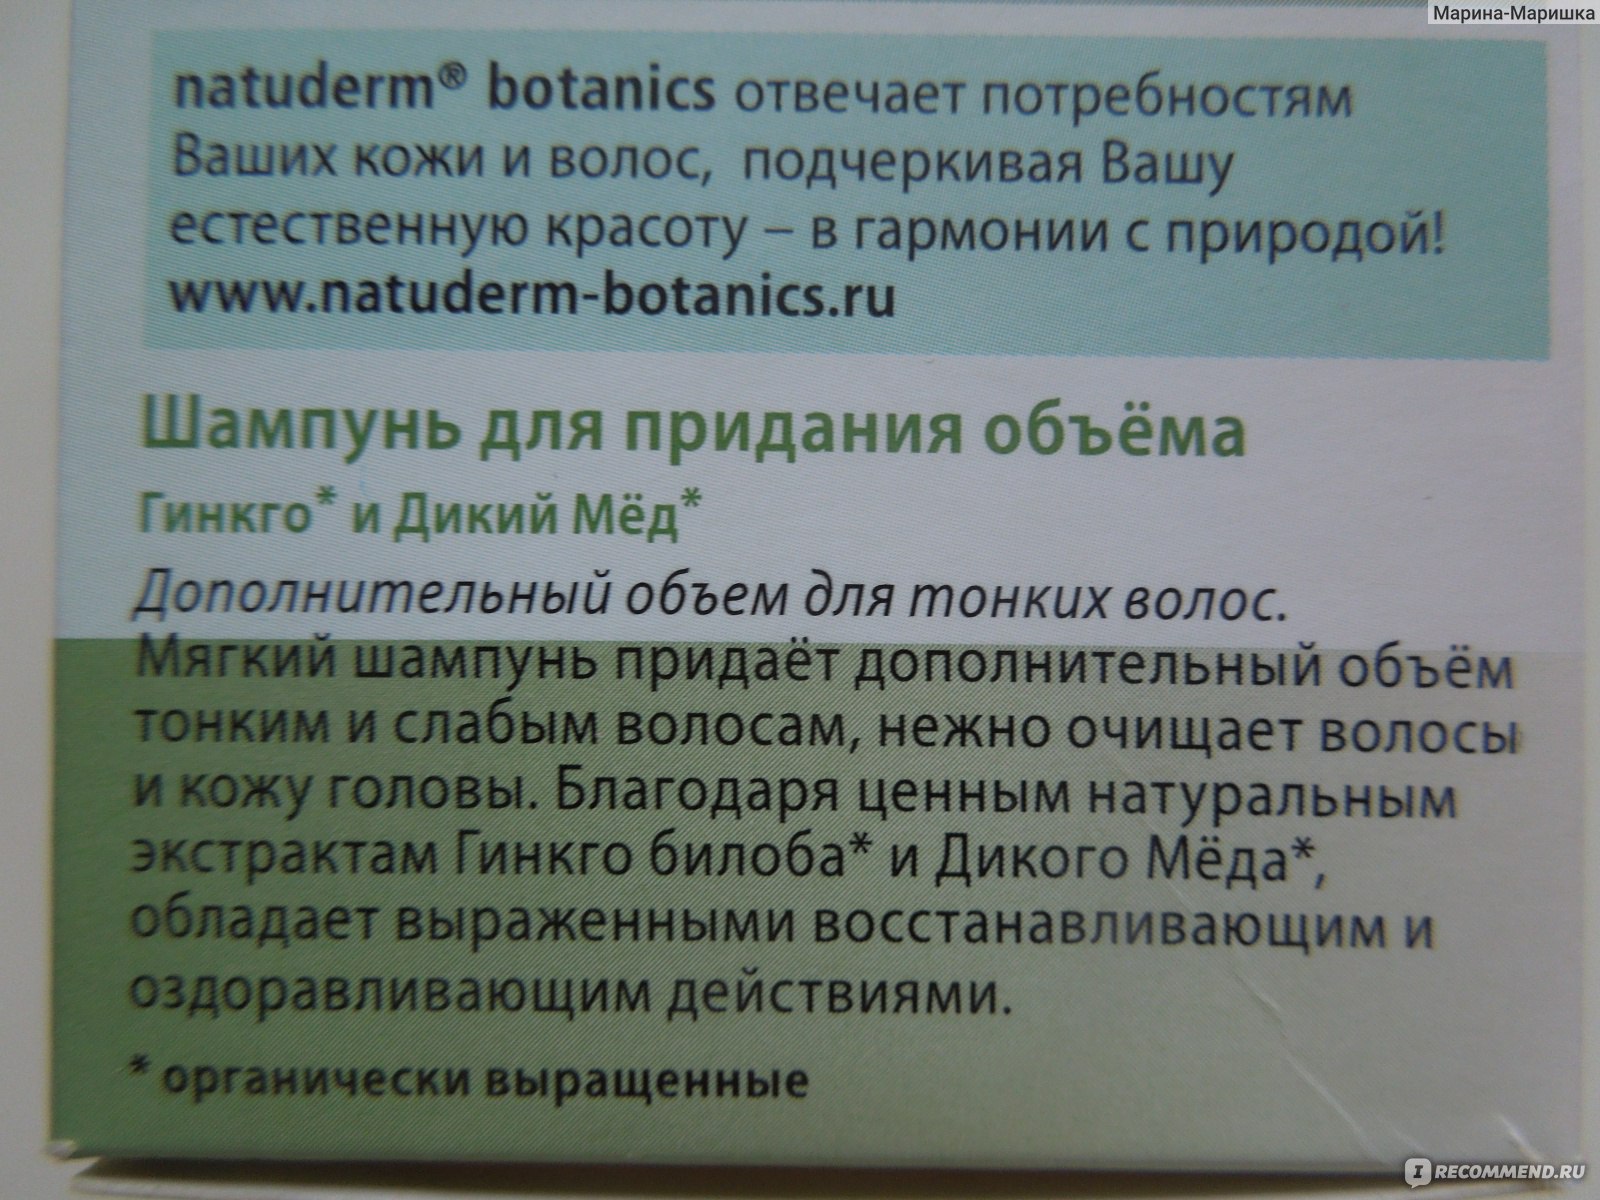 Марина-Маришка
natuderm® botanics отвечает потребностям
Ваших кожи и волос, подчеркивая Вашу
естественную красоту – в гармонии с природой!
www.natuderm-botanics.ru
Шампунь для придания объёма
Гинкго* и Дикий Мёд*
Дополнительный объем для тонких волос.
Мягкий шампунь придаёт дополнительный объём
тонким и слабым волосам, нежно очищает волосы
и кожу головы. Благодаря ценным натуральным
экстрактам Гинкго билоба* и Дикого Мёда*,
обладает выраженными восстанавливающим и
оздоравливающим действиями.
* органически выращенные
IRECOMMEND.RU